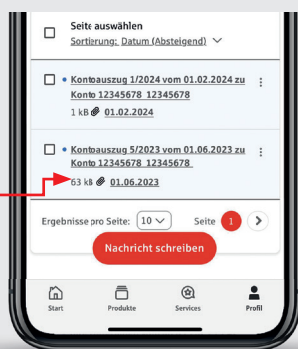 Seite auswählen
Sortierung: Datum (Absteigend)
Kontoauszug 1/2024 vom 01.02.2024 zu
Konto 12345678 12345678
1 kB 01.02.2024
Kontoauszug 5/2023 vom 01.06.2023 zu
Konto 12345678 12345678
63 kB 01.06.2023
Ergebnisse pro Seite: 10 Seite 1
Nachricht schreiben
Start Produkte Services Profil